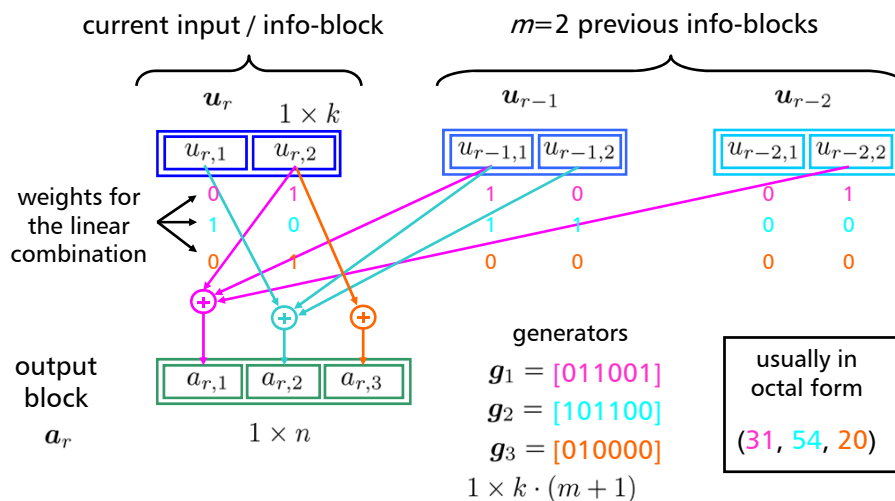 current input / info-block
m=2 previous info-blocks
u_r
1 × k
u_{r−1}
u_{r−2}
u_{r,1} u_{r,2} u_{r−1,1} u_{r−1,2} u_{r−2,1} u_{r−2,2}
weights for
the linear
combination
0 1 1 0 0 1
1 0 1 1 0 0
0 1 0 0 0 0
+ + +
output
block
a_r
a_{r,1} a_{r,2} a_{r,3}
1 × n
generators
g_1 = [011001]
g_2 = [101100]
g_3 = [010000]
1 × k · (m + 1)
usually in
octal form
(31, 54, 20)